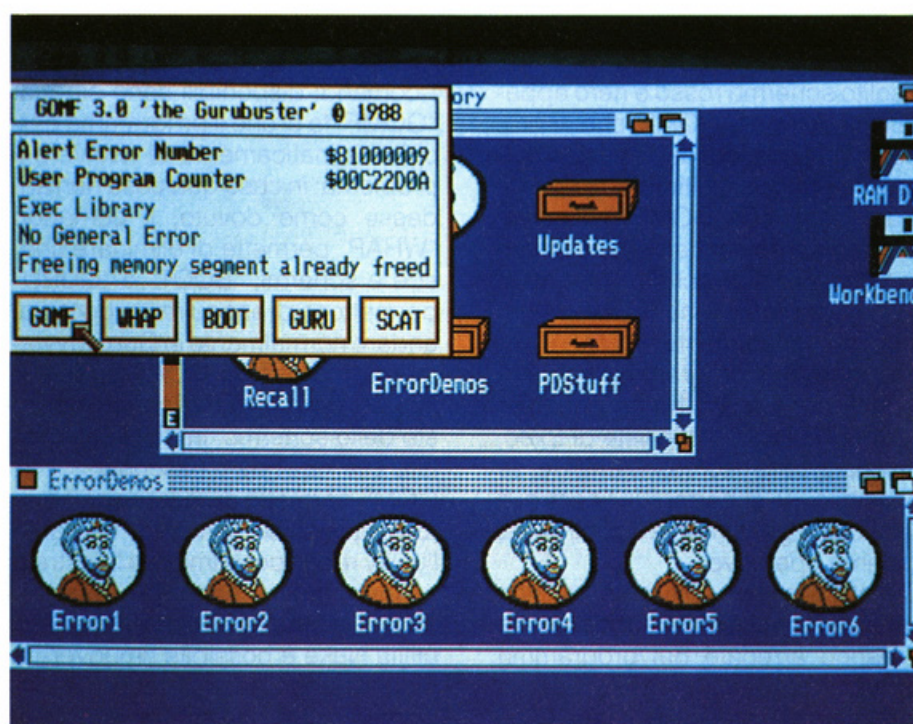 GOMF 3.0 'the Gurubuster' © 1988
Alert Error Number $81000009
User Program Counter $00C22D0A
Exec Library
No General Error
Freeing memory segment already freed
GOMF WHAP BOOT GURU SCAT
ory
Updates
RAM D
Workbenc
Recall
ErrorDemos
PDStuff
E
ErrorDemos
Error1
Error2
Error3
Error4
Error5
Error6